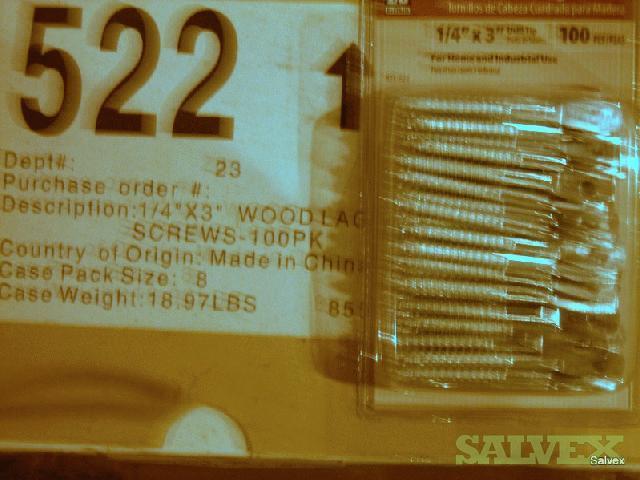 522
Dept#: 23
Purchase order #:
Description:1/4"X3" WOOD LAG
SCREWS-100PK
Country of Origin: Made in China
Case Pack Size: 8
Case Weight:18.97LBS 85
Tornillos de Cabeza Cuadrada para Madera
1/4" x 3" 100
For Home and Industrial Use
SALVEX
Salvex